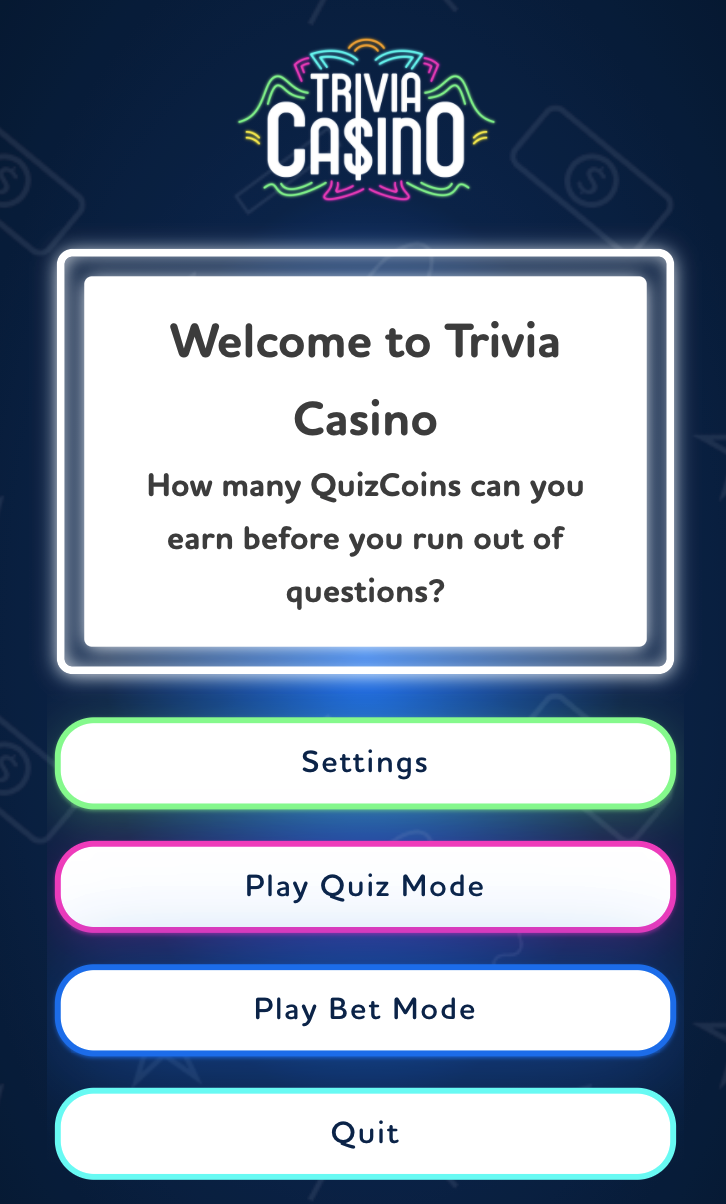 TRIVIA
CA$INO
Welcome to Trivia
Casino
How many QuizCoins can you
earn before you run out of
questions?
Settings
Play Quiz Mode
Play Bet Mode
Quit